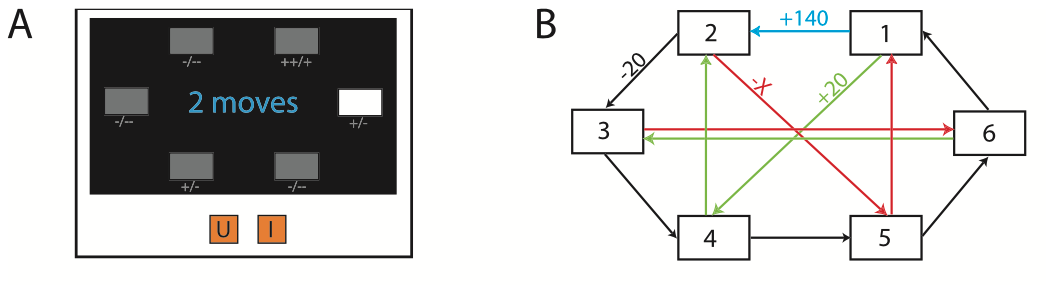 A
-/--
++/+
-/--
2 moves
+/-
+/-
-/--
U
I
B
2
+140
1
-20
-X
+20
3
6
4
5